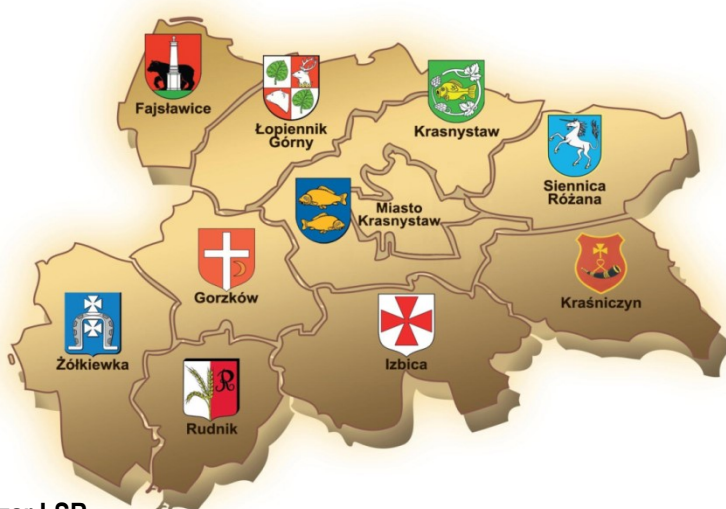 Fajsławice
Łopiennik
Górny
Krasnystaw
Siennica
Różana
Miasto
Krasnystaw
Gorzków
Kraśniczyn
Żółkiewka
Izbica
R
Rudnik